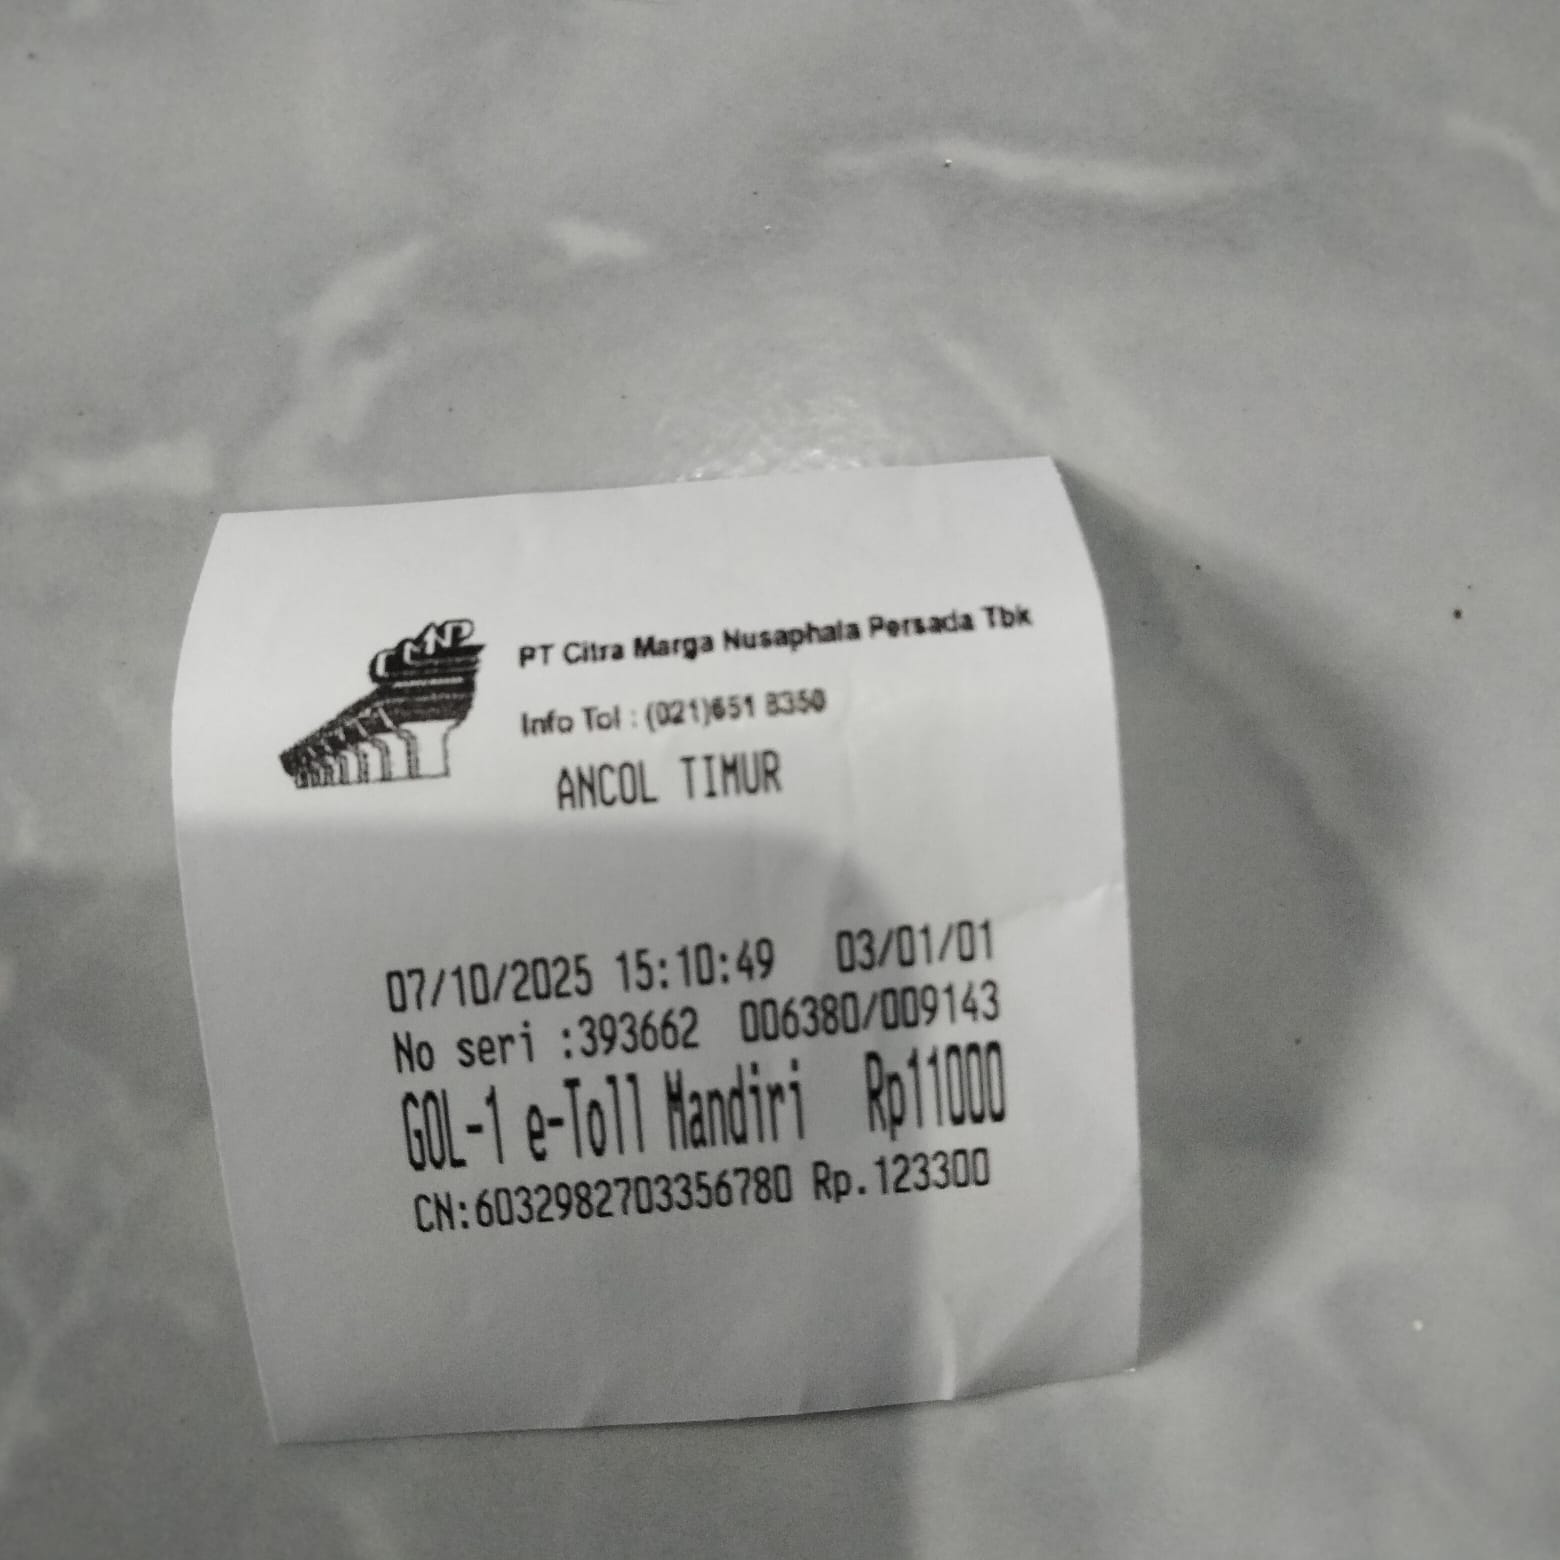 CMNP
PT Citra Marga Nusaphala Persada Tbk
Info Tol : (021)651 8350
ANCOL TIMUR
07/10/2025 15:10:49 03/01/01
No seri :393662 006380/009143
GOL-1 e-Toll Mandiri Rp11000
CN:6032982703356780 Rp.123300